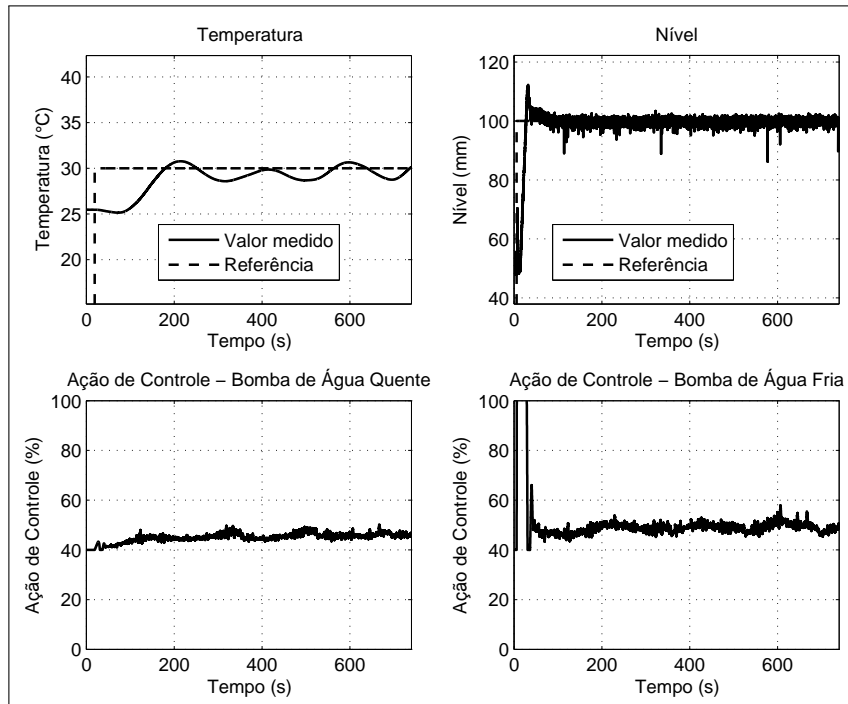 Temperatura
40
35
30
25
20
Temperatura (°C)
Valor medido
Referência
0
200
400
600
Tempo (s)
Nível
120
100
80
60
40
Nível (mm)
Valor medido
Referência
0
200
400
600
Tempo (s)
Ação de Controle – Bomba de Água Quente
100
80
60
40
20
0
Ação de Controle (%)
0
200
400
600
Tempo (s)
Ação de Controle – Bomba de Água Fria
100
80
60
40
20
0
Ação de Controle (%)
0
200
400
600
Tempo (s)